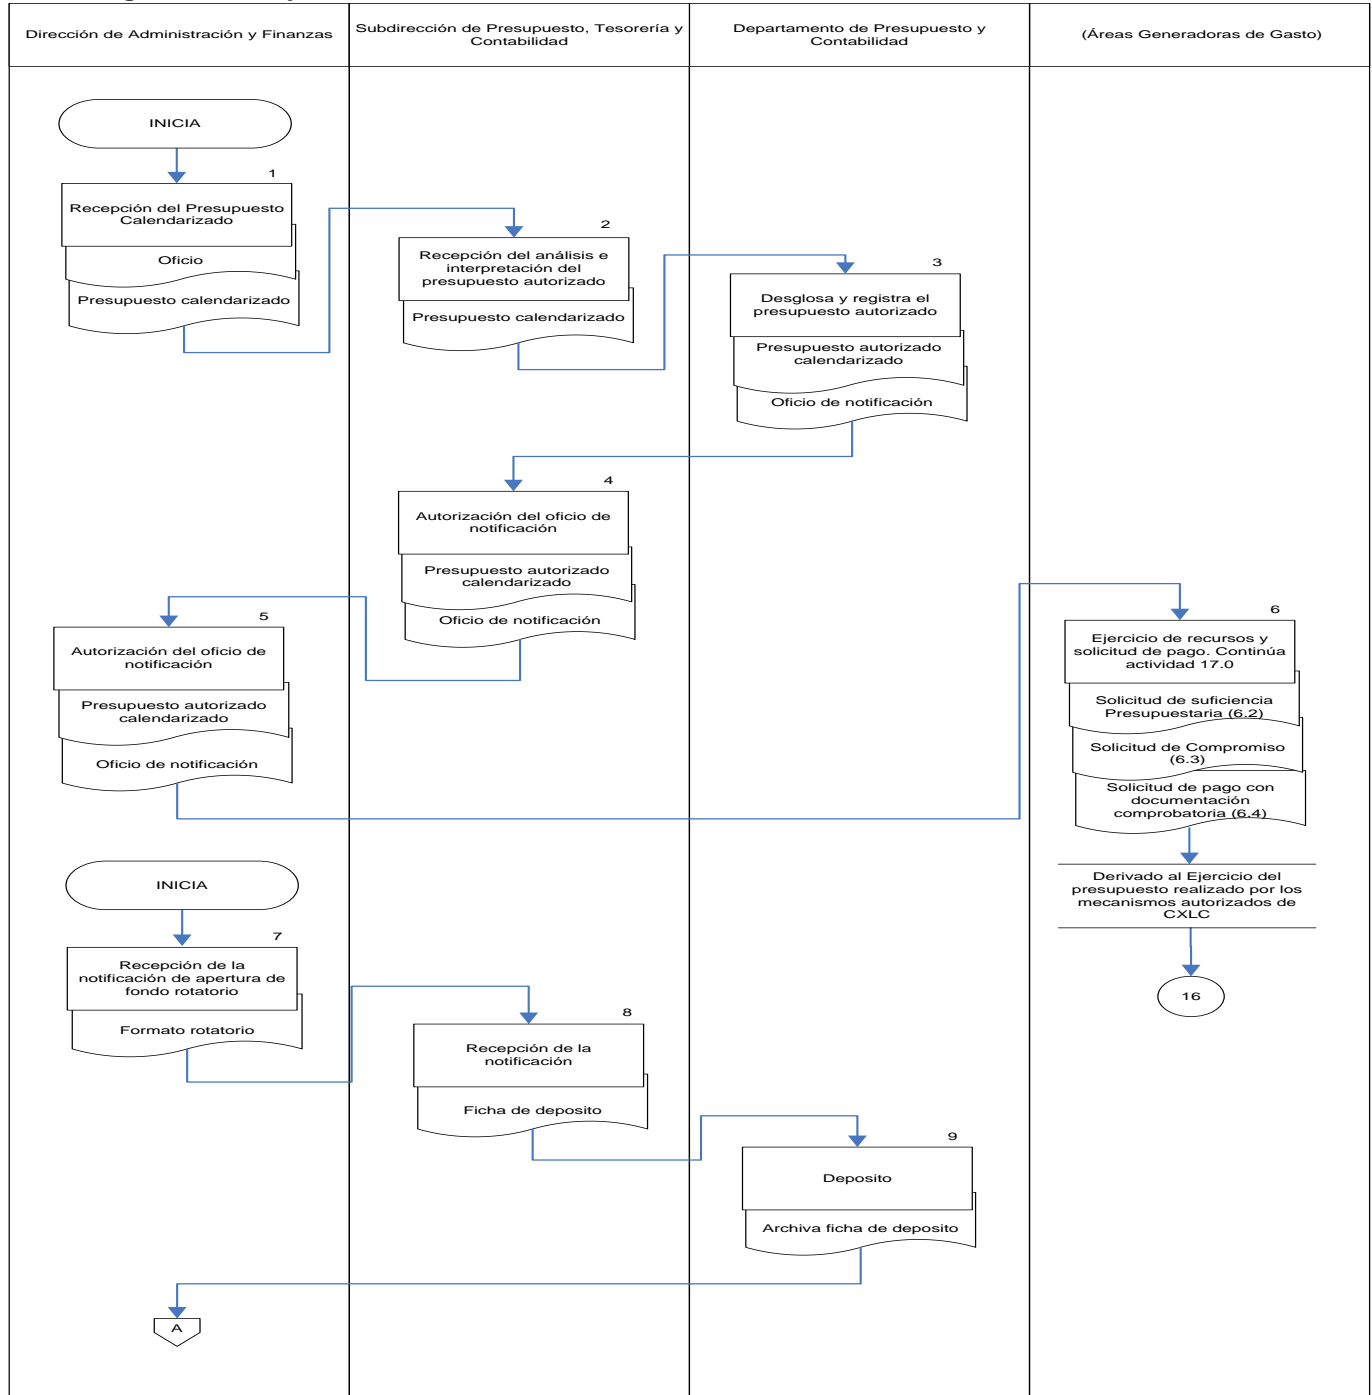 Dirección de Administración y Finanzas
Subdirección de Presupuesto, Tesorería y
Contabilidad
Departamento de Presupuesto y
Contabilidad
(Áreas Generadoras de Gasto)
INICIA
1
Recepción del Presupuesto
Calendarizado
Oficio
Presupuesto calendarizado
2
Recepción del análisis e
interpretación del
presupuesto autorizado
Presupuesto calendarizado
3
Desglosa y registra el
presupuesto autorizado
Presupuesto autorizado
calendarizado
Oficio de notificación
4
Autorización del oficio de
notificación
Presupuesto autorizado
calendarizado
Oficio de notificación
5
Autorización del oficio de
notificación
Presupuesto autorizado
calendarizado
Oficio de notificación
6
Ejercicio de recursos y
solicitud de pago. Continúa
actividad 17.0
Solicitud de suficiencia
Presupuestaria (6.2)
Solicitud de Compromiso
(6.3)
Solicitud de pago con
documentación
comprobatoria (6.4)
Derivado al Ejercicio del
presupuesto realizado por los
mecanismos autorizados de
CXLC
16
INICIA
7
Recepción de la
notificación de apertura de
fondo rotatorio
Formato rotatorio
8
Recepción de la
notificación
Ficha de deposito
9
Deposito
Archiva ficha de deposito
A